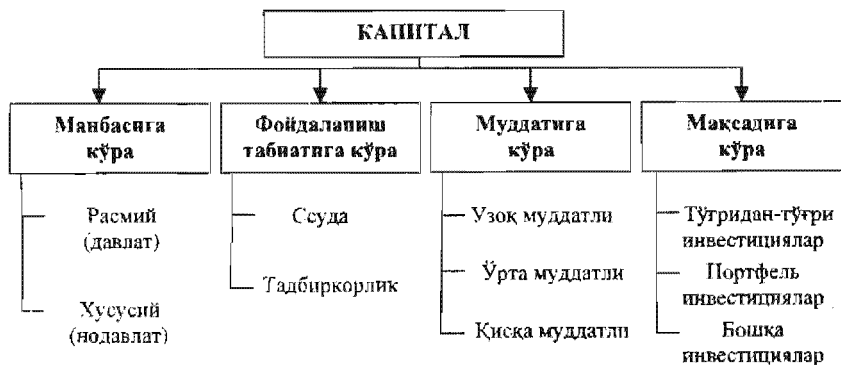 КАПИТАЛ
Манбасига
кўра
Расмий
(давлат)
Хусусий
(нодавлат)
Фойдаланиш
табиатига кўра
Ссуда
Тадбиркорлик
Муддатига
кўра
Узоқ муддатли
Ўрта муддатли
Қисқа муддатли
Мақсадига
кўра
Тўғридан-тўғри
инвестициялар
Портфель
инвестициялар
Бошқа
инвестициялар